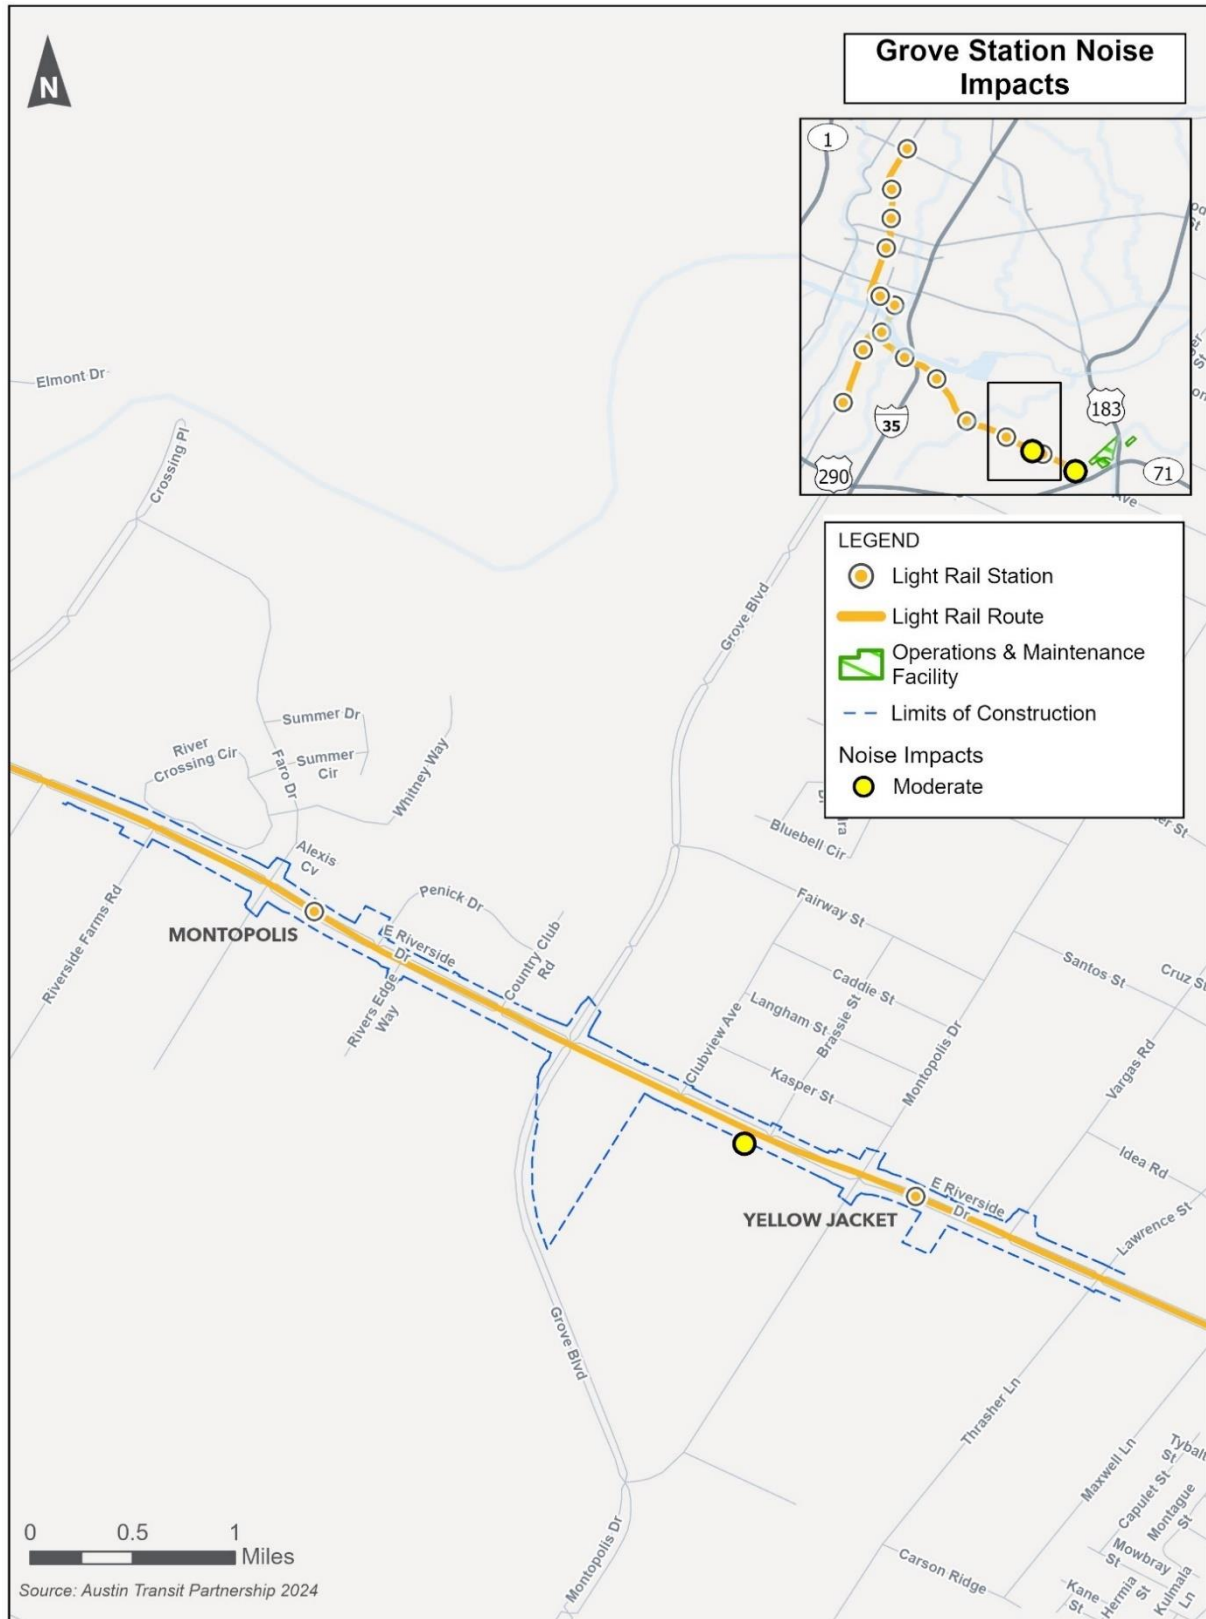 N
Grove Station Noise
Impacts
1
35
183
290
71
Ave
LEGEND
Light Rail Station
Light Rail Route
Operations & Maintenance
Facility
Limits of Construction
Noise Impacts
Moderate
Elmont Dr
Crossing Pl
Grove Blvd
Summer Dr
River
Crossing Cir
Summer
Cir
Faro Dr
Whitney Way
Bluebell Cir
Alexis
Cv
Penick Dr
Fairway St
MONTOPOLIS
E Riverside
Dr
Riverside Farms Rd
Rivers Edge
Way
Country Club
Rd
Caddie St
Santos St
Cruz St
Langham St
Brassie St
Clubview Ave
Montopolis Dr
Vargas Rd
Kasper St
Idea Rd
E Riverside
Dr
YELLOW JACKET
Lawrence St
Grove Blvd
Thrasher Ln
Maxwell Ln
Tybalt
St
Capulet St
Montague
St
Mowbray
St
Kulmala
Ln
Carson Ridge
Kane
St
Hermia
St
Montopolis Dr
0 0.5 1
Miles
Source: Austin Transit Partnership 2024